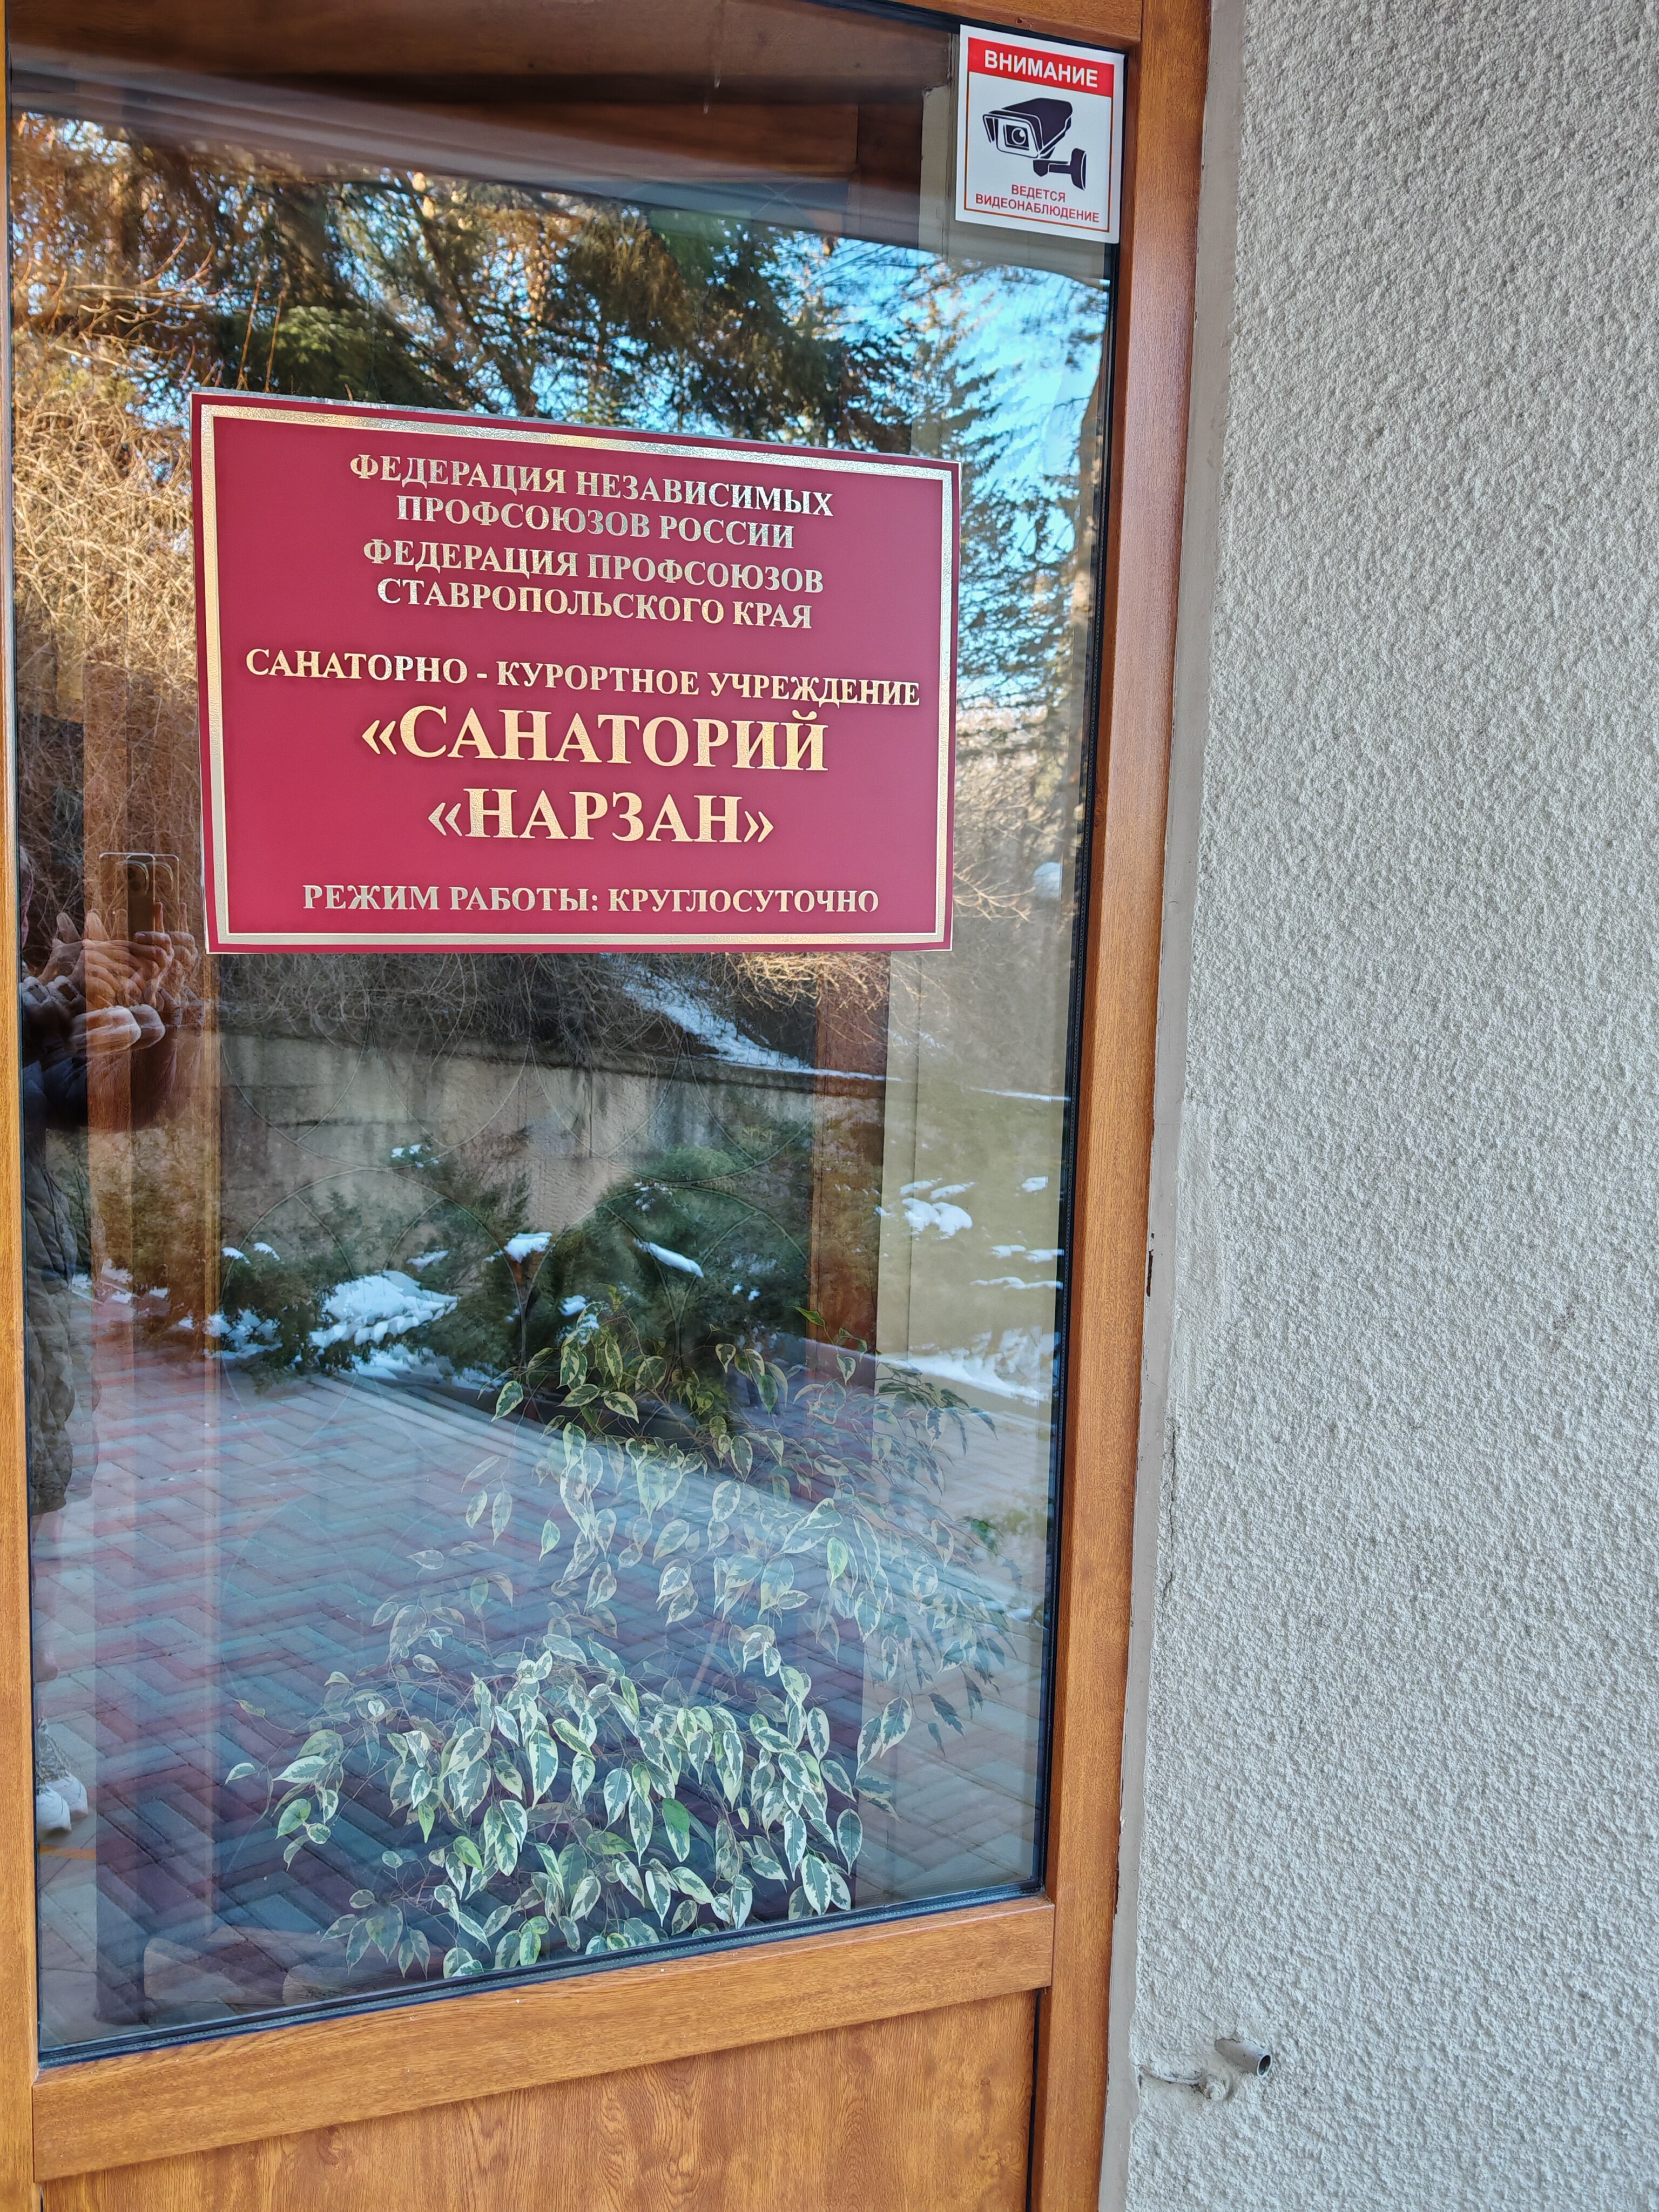 ВНИМАНИЕ
ВЕДЕТСЯ
ВИДЕОНАБЛЮДЕНИЕ
ФЕДЕРАЦИЯ НЕЗАВИСИМЫХ
ПРОФСОЮЗОВ РОССИИ
ФЕДЕРАЦИЯ ПРОФСОЮЗОВ
СТАВРОПОЛЬСКОГО КРАЯ
САНАТОРНО - КУРОРТНОЕ УЧРЕЖДЕНИЕ
«САНАТОРИЙ
«НАРЗАН»
РЕЖИМ РАБОТЫ: КРУГЛОСУТОЧНО